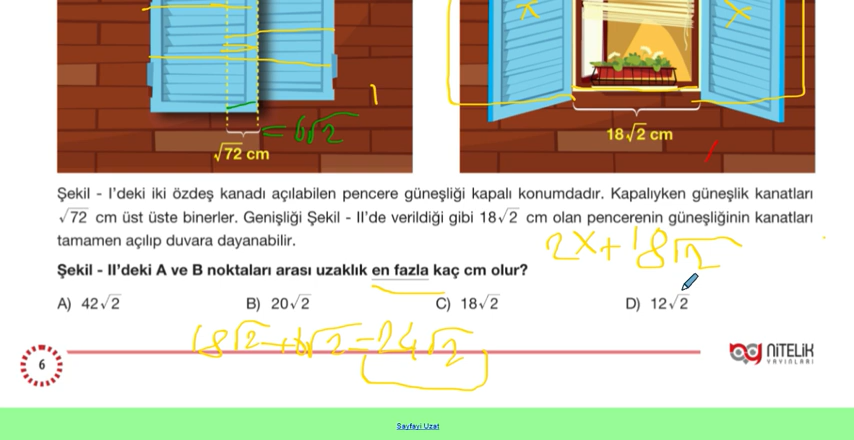 x x
1
= 6√2
18√2 cm
√72 cm
Şekil - I'deki iki özdeş kanadı açılabilen pencere güneşliği kapalı konumdadır. Kapalıyken güneşlik kanatları
√72 cm üst üste binerler. Genişliği Şekil - II'de verildiği gibi 18√2 cm olan pencerenin güneşliğinin kanatları
tamamen açılıp duvara dayanabilir.
2x+18√2
Şekil - II'deki A ve B noktaları arası uzaklık en fazla kaç cm olur?
A) 42√2 B) 20√2 C) 18√2 D) 12√2
18√2+6√2=24√2
6
NİTELİK
YAYINLARI
Sayfayi Uzat